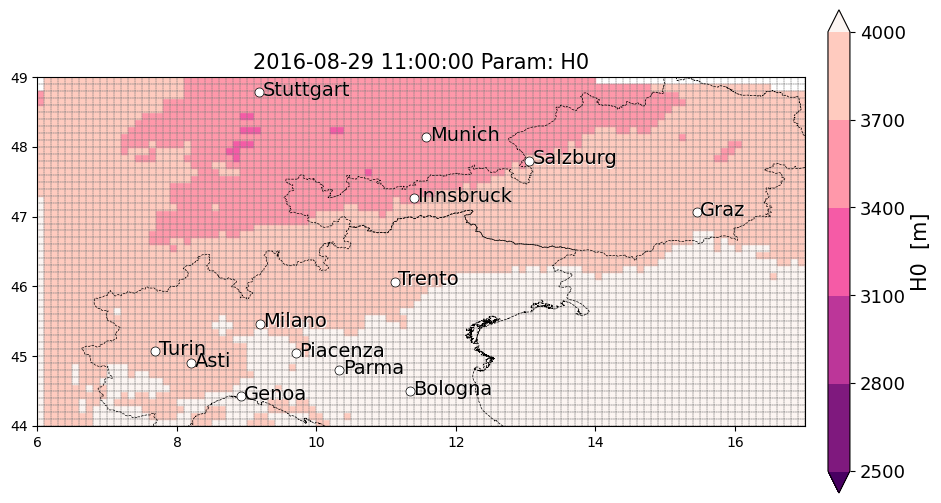 2016-08-29 11:00:00 Param: H0
49
48
47
46
45
44
6
8
10
12
14
16
Stuttgart
Munich
Salzburg
Innsbruck
Graz
Trento
Milano
Turin
Asti
Piacenza
Parma
Genoa
Bologna
4000
3700
3400
3100
2800
2500
H0 [m]